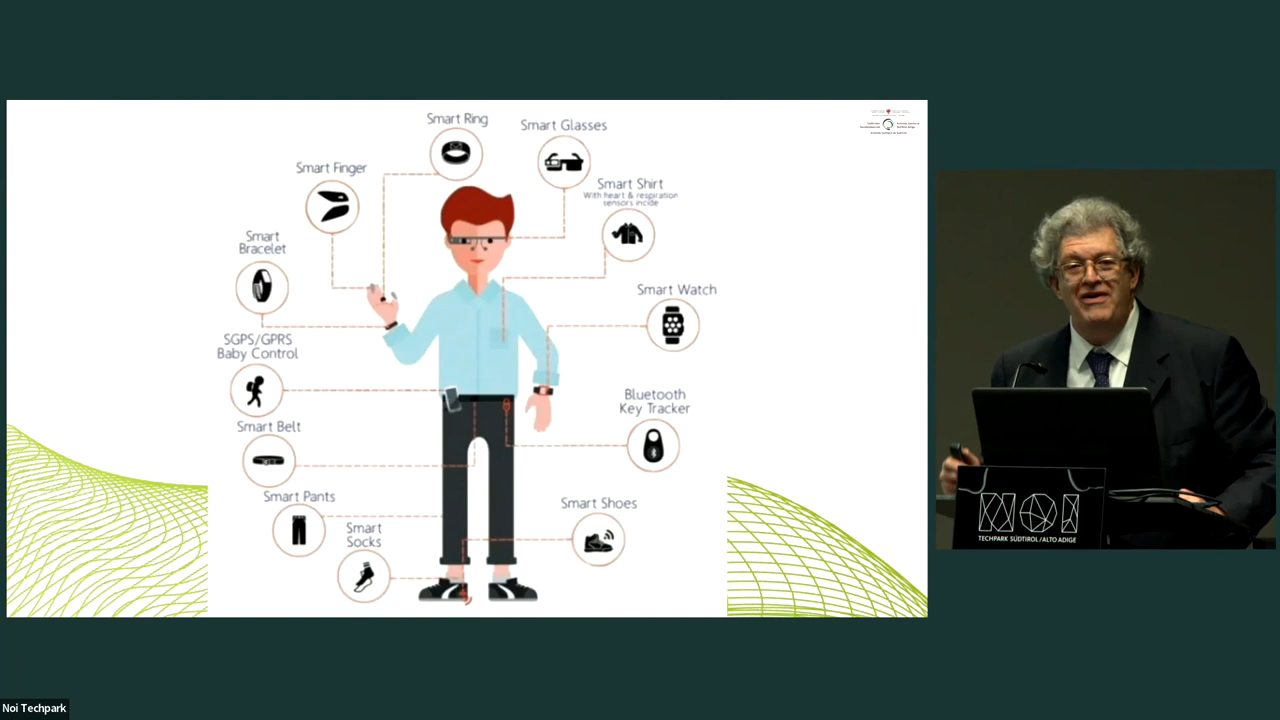 Smart Ring
Smart Glasses
Smart Finger
Smart Shirt
With heart & respiration
sensors incide
Smart
Bracelet
Smart Watch
SGPS/GPRS
Baby Control
Bluetooth
Key Tracker
Smart Belt
Smart Pants
Smart Shoes
Smart
Socks
NOI
TECHPARK SÜDTIROL / ALTO ADIGE
Noi Techpark